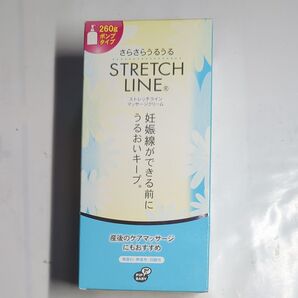 260g
ポンプ
タイプ
さらさらうるうる
STRETCH
LINE®
ストレッチライン
マッサージクリーム
妊娠線ができる前に
うるおいキープ。
産後のケアマッサージ
にもおすすめ